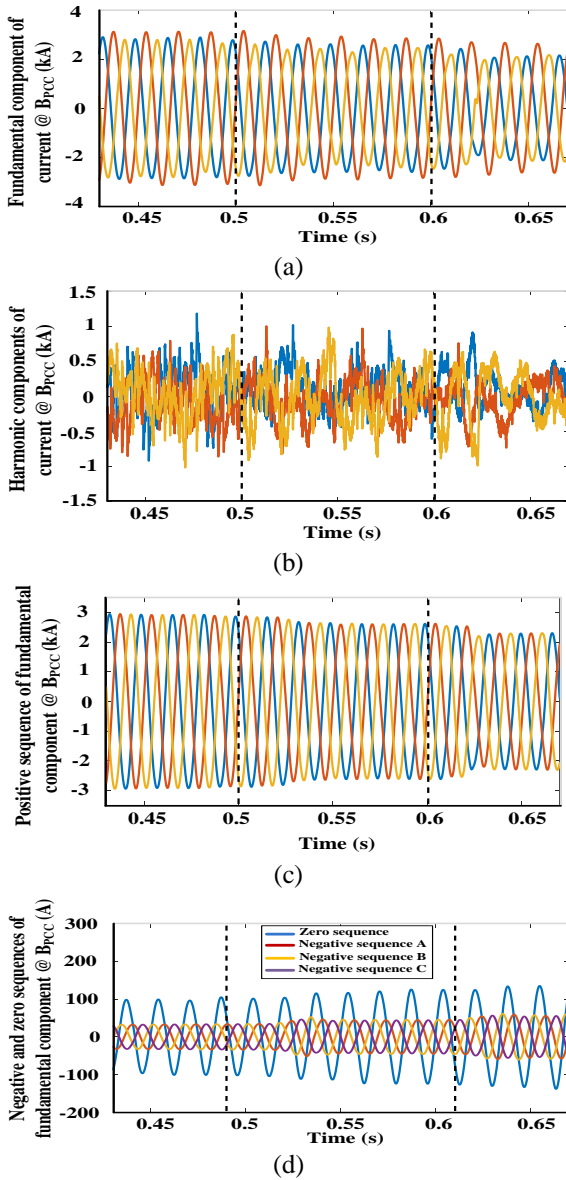 Fundamental component of
current @ BPCC (kA)
4
2
0
-2
-4
0.45
0.5
0.55
0.6
0.65
Time (s)
(a)
Harmonic components of
current @ BPCC (kA)
1.5
1
0.5
0
-0.5
-1
-1.5
0.45
0.5
0.55
0.6
0.65
Time (s)
(b)
Positive sequence of fundamental
component @ BPCC (kA)
3
2
1
0
-1
-2
-3
0.45
0.5
0.55
0.6
0.65
Time (s)
(c)
Negative and zero sequences of
fundamental component @ BPCC (A)
300
200
100
0
-100
-200
Zero sequence
Negative sequence A
Negative sequence B
Negative sequence C
0.45
0.5
0.55
0.6
0.65
Time (s)
(d)